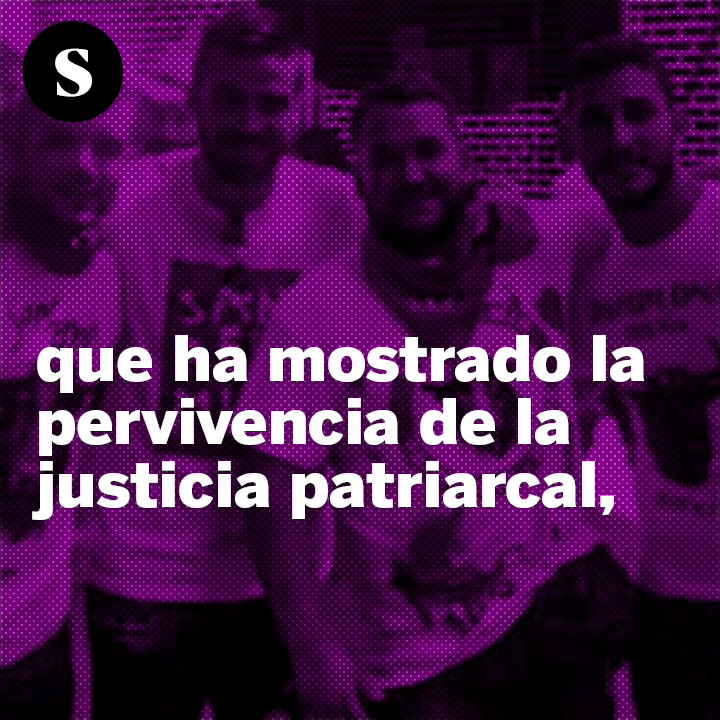 S
que ha mostrado la
pervivencia de la
justicia patriarcal,